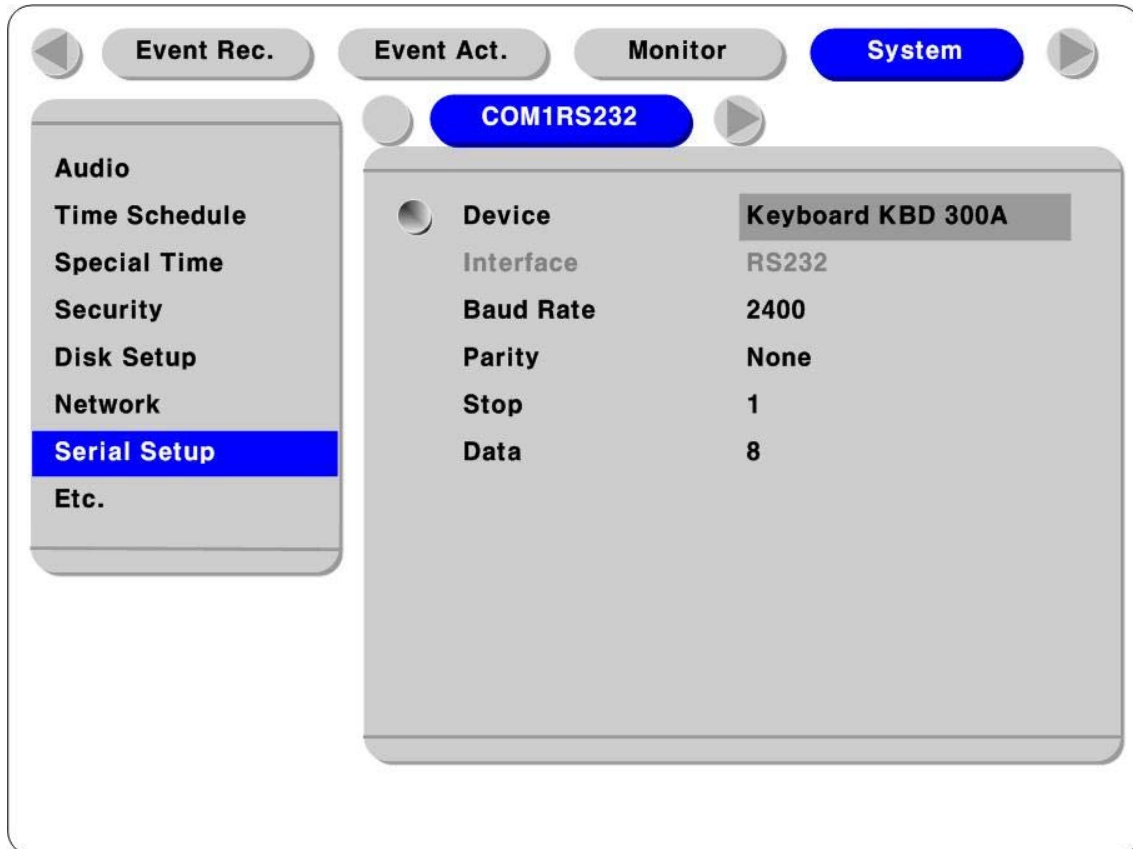 Event Rec. Event Act. Monitor System
COM1RS232
Audio
Time Schedule
Special Time
Security
Disk Setup
Network
Serial Setup
Etc.
Device Keyboard KBD 300A
Interface RS232
Baud Rate 2400
Parity None
Stop 1
Data 8